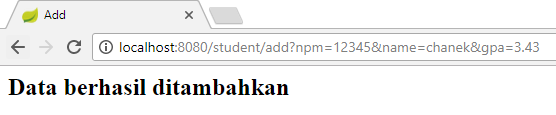 Add
localhost:8080/student/add?npm=12345&name=chanek&gpa=3.43
Data berhasil ditambahkan